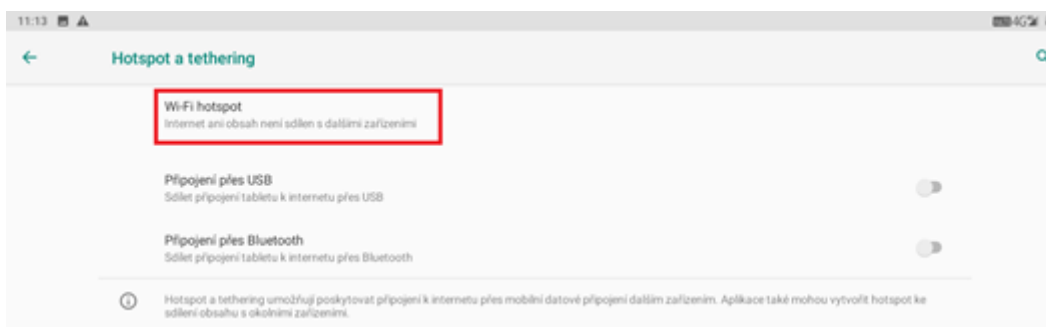 11:13
4G
Hotspot a tethering
Wi-Fi hotspot
Internet ani obsah není sdílen s dalšími zařízeními
Připojení přes USB
Sdílet připojení tabletu k internetu přes USB
Připojení přes Bluetooth
Sdílet připojení tabletu k internetu přes Bluetooth
Hotspot a tethering umožňují poskytovat připojení k internetu přes mobilní datové připojení dalším zařízením. Aplikace také mohou vytvořit hotspot ke
sdílení obsahu s okolními zařízeními.